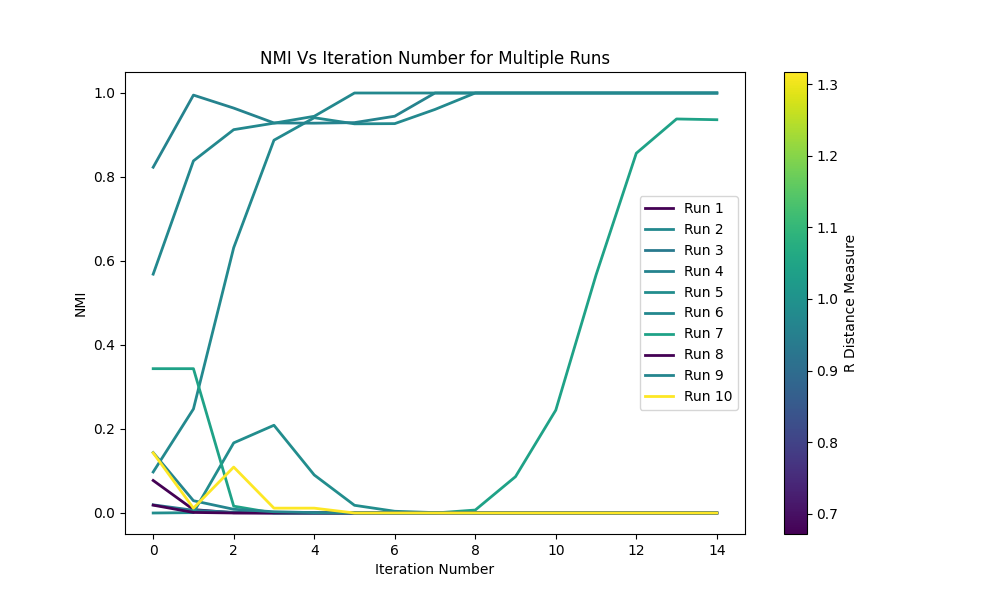 NMI Vs Iteration Number for Multiple Runs
NMI
1.0
0.8
0.6
0.4
0.2
0.0
0 2 4 6 8 10 12 14
Iteration Number
Run 1
Run 2
Run 3
Run 4
Run 5
Run 6
Run 7
Run 8
Run 9
Run 10
1.3
1.2
1.1
1.0
0.9
0.8
0.7
R Distance Measure